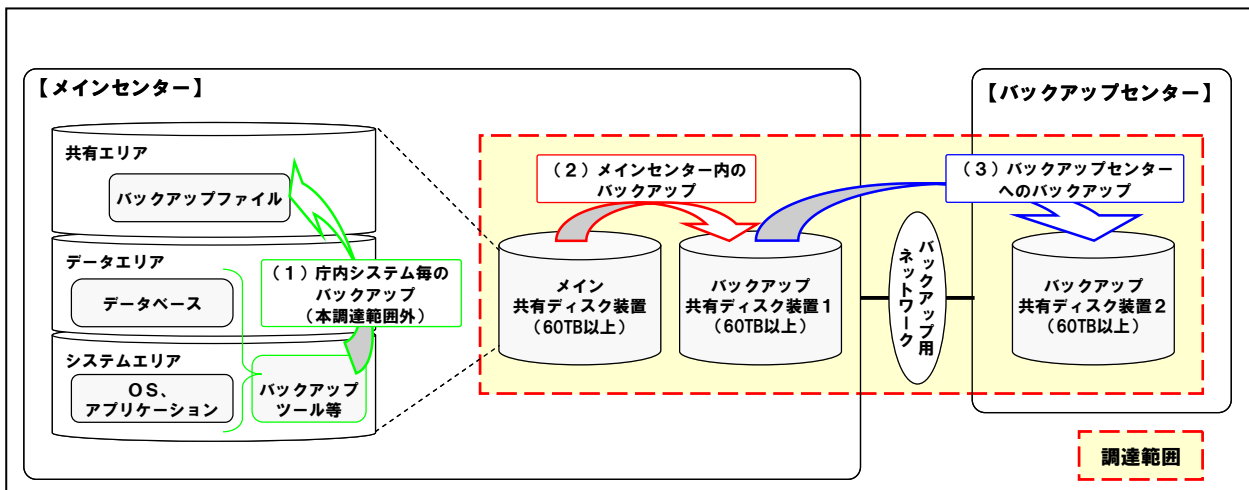 【メインセンター】
共有エリア
バックアップファイル
データエリア
データベース
システムエリア
OS、
アプリケーション
バックアップ
ツール等
(1)庁内システム毎の
バックアップ
(本調達範囲外)
(2)メインセンター内の
バックアップ
メイン
共有ディスク装置
(60TB以上)
バックアップ
共有ディスク装置1
(60TB以上)
バックアップ用
ネットワーク
【バックアップセンター】
(3)バックアップセンター
へのバックアップ
バックアップ
共有ディスク装置2
(60TB以上)
調達範囲